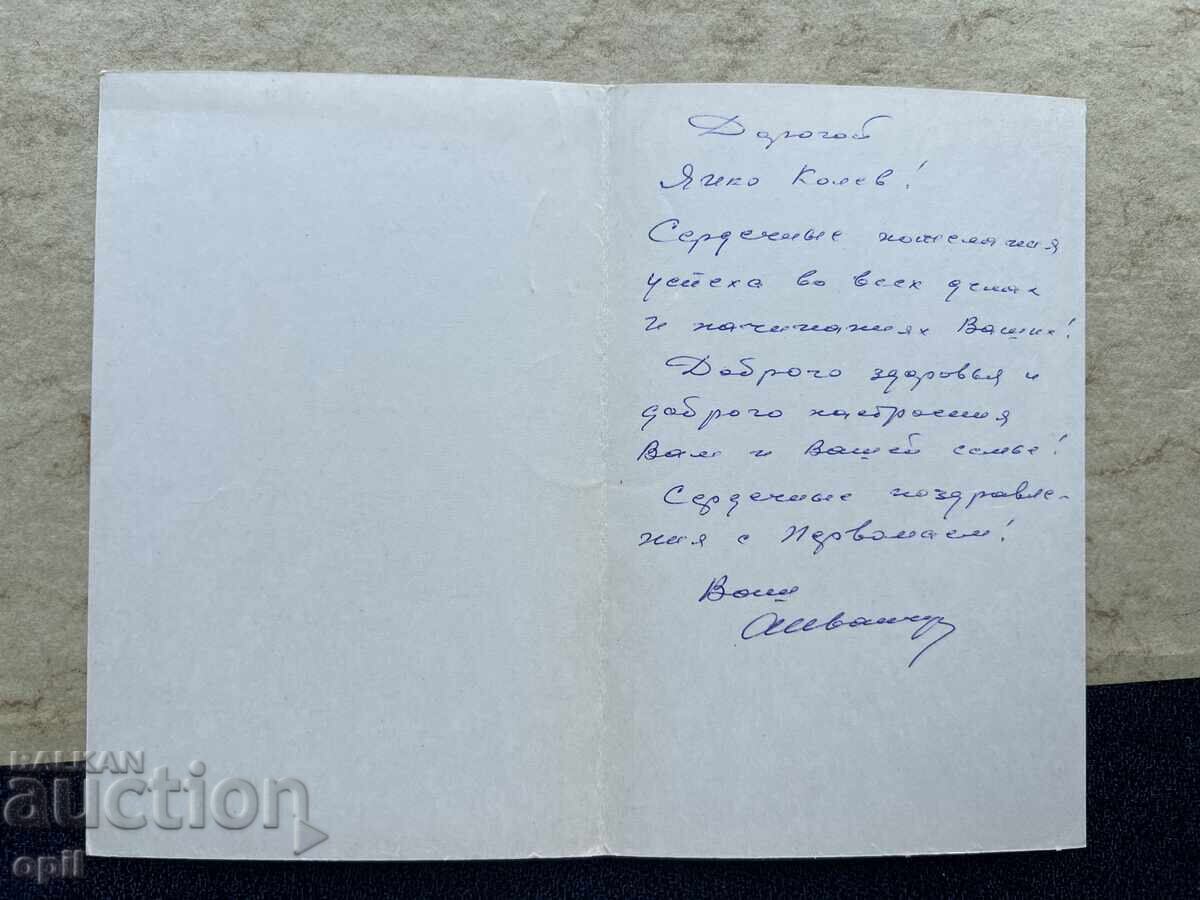 Дорогой
Янко Колев!
Сердечные пожелания
успеха во всех делах
и начинаниях Ваших!
Доброго здоровья и
доброго настроения
Вам и Вашей семье!
Сердечные поздравле-
ния с Первомаем!
Ваш
BALKAN
auction
opil